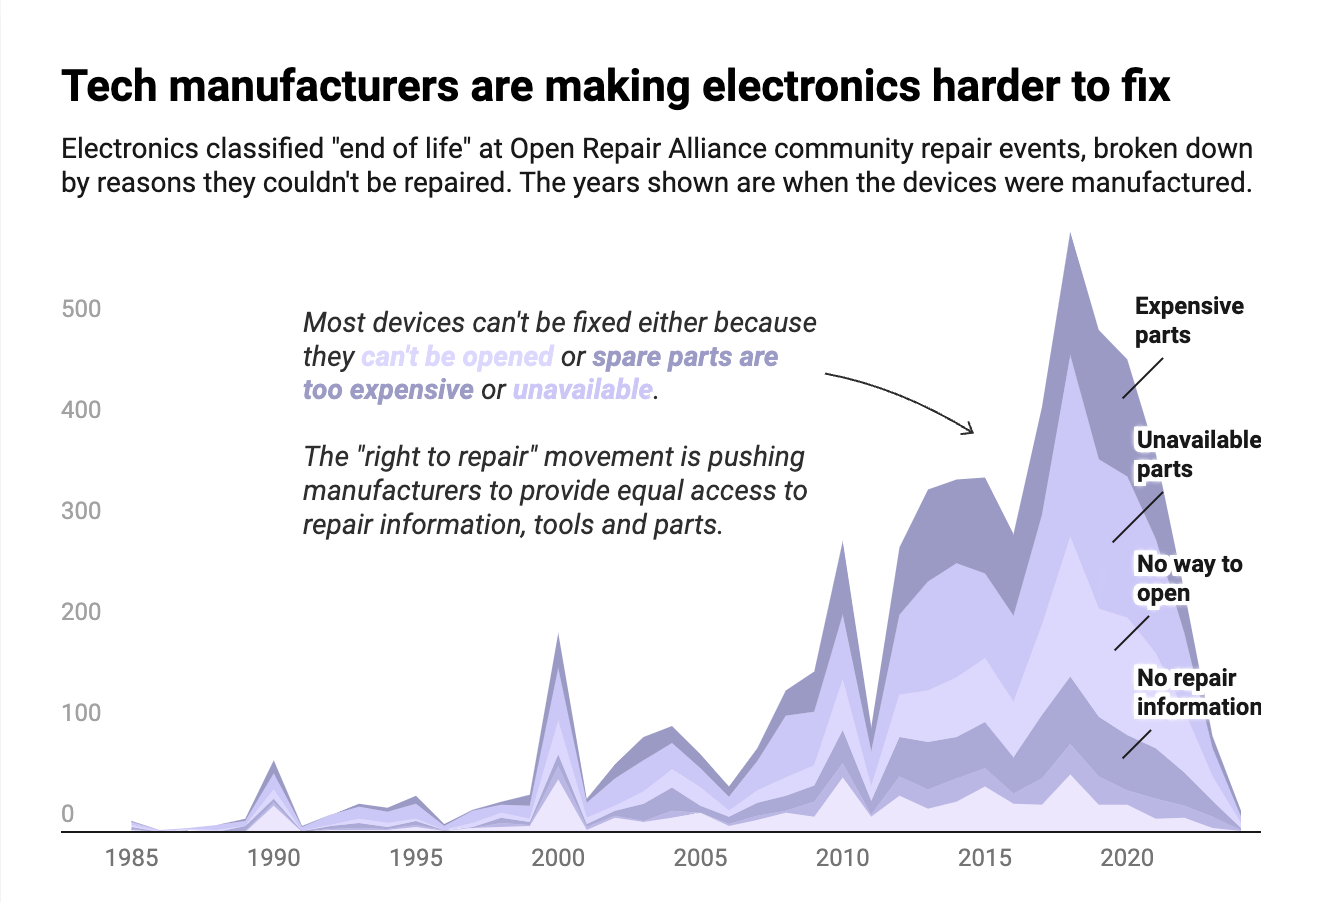 Tech manufacturers are making electronics harder to fix
Electronics classified "end of life" at Open Repair Alliance community repair events, broken down
by reasons they couldn't be repaired. The years shown are when the devices were manufactured.
500
400
300
200
100
0
Most devices can't be fixed either because
they can't be opened or spare parts are
too expensive or unavailable.
The "right to repair" movement is pushing
manufacturers to provide equal access to
repair information, tools and parts.
Expensive
parts
Unavailable
parts
No way to
open
No repair
information
1985
1990
1995
2000
2005
2010
2015
2020